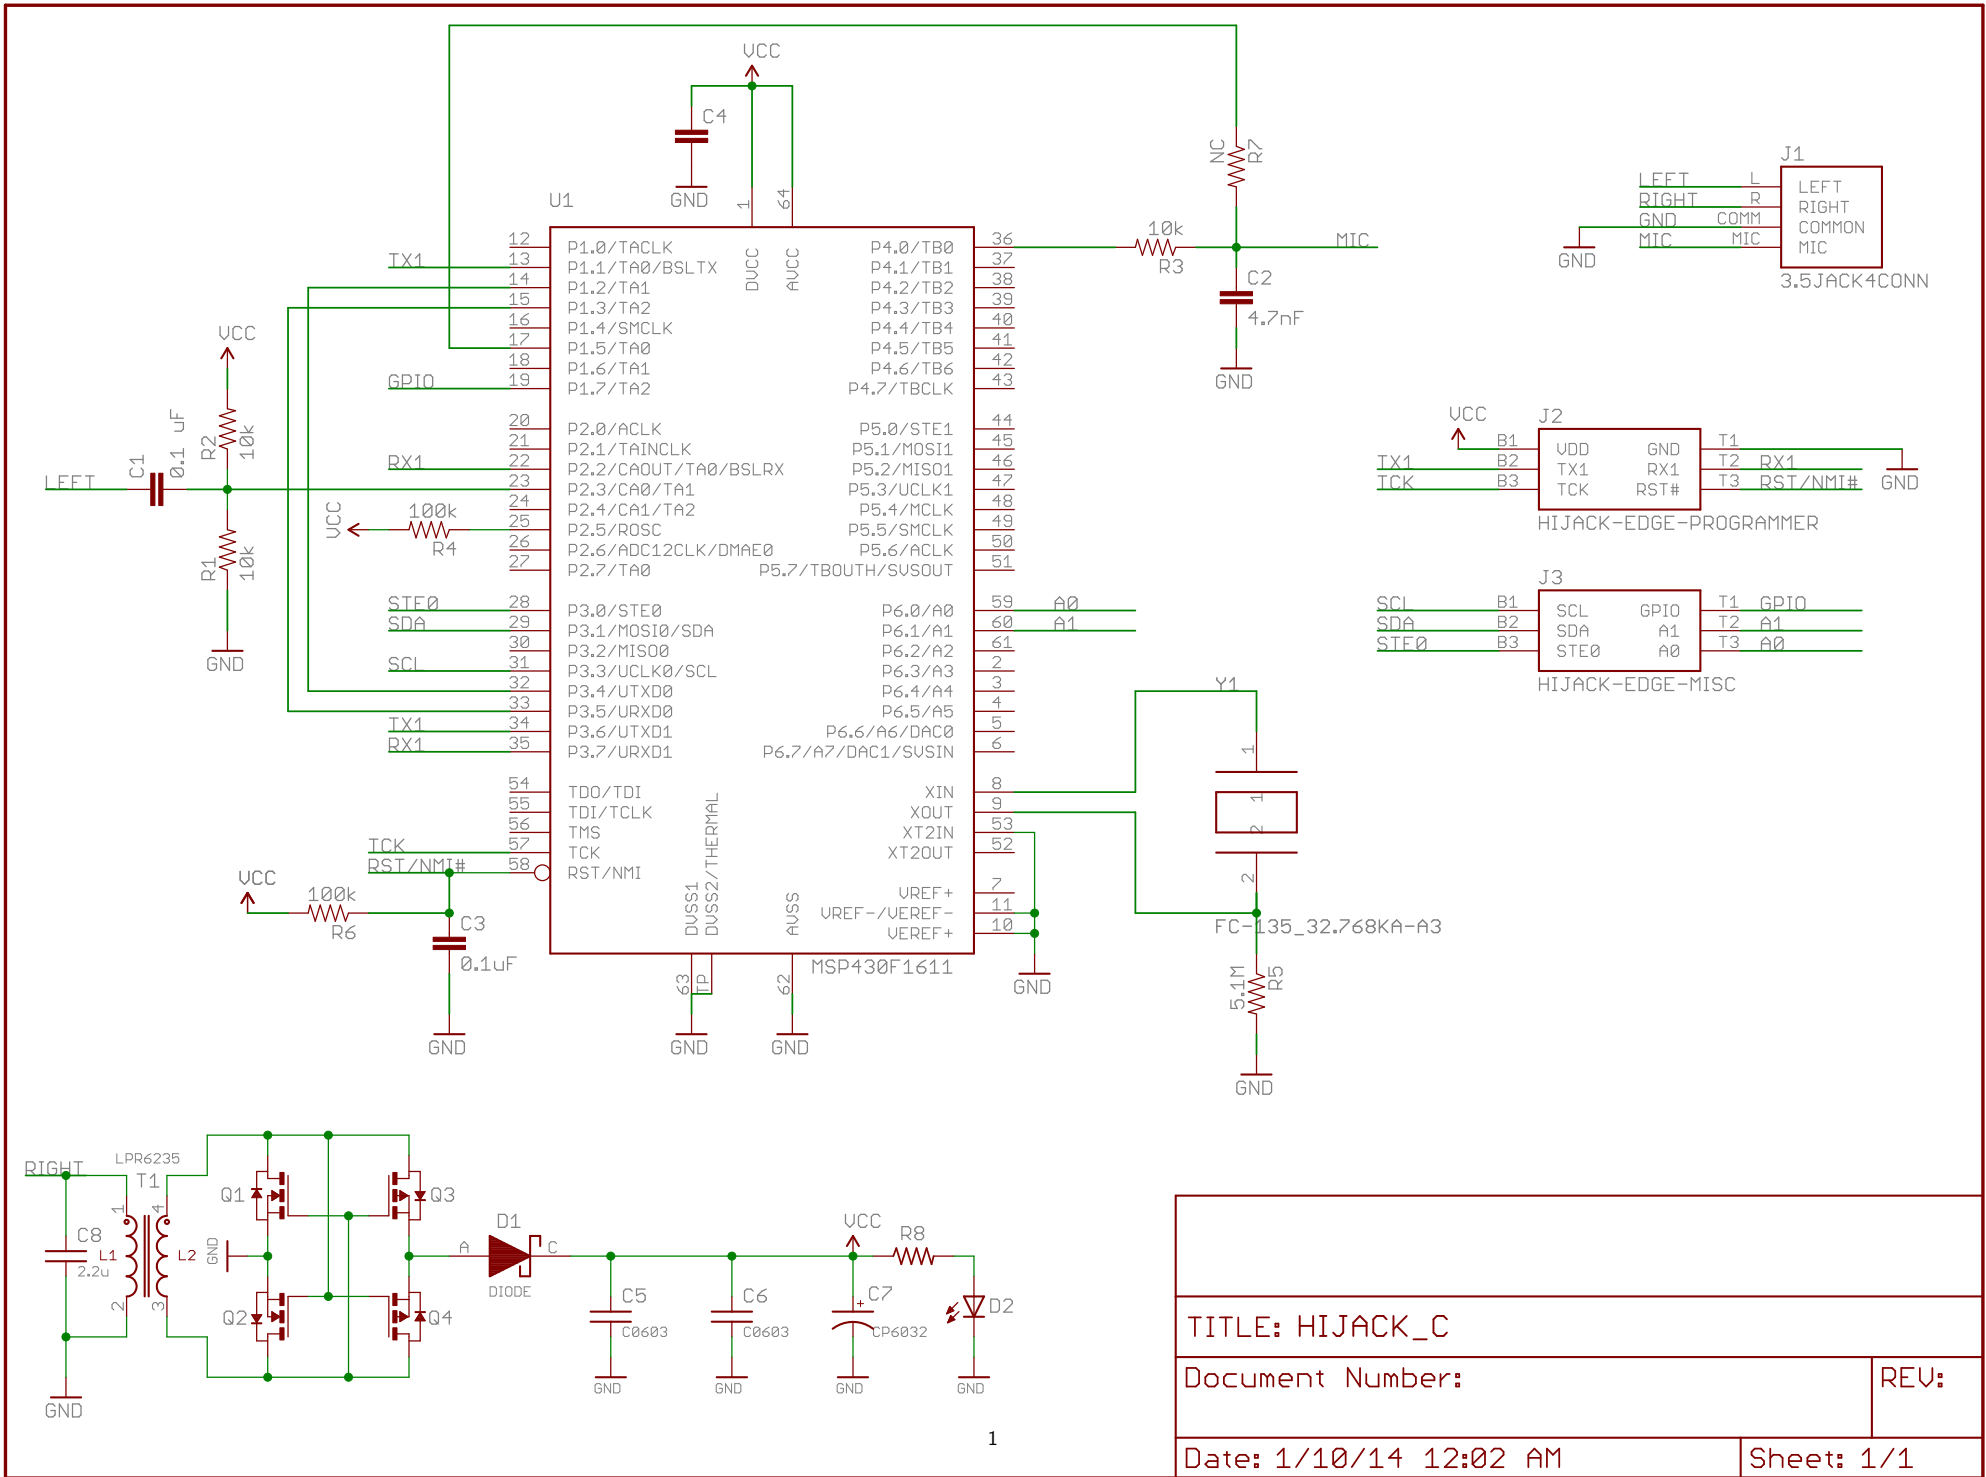 VCC
C4
GND
U1
1
64
DVCC
AVCC
12 P1.0/TACLK
TX1 13 P1.1/TA0/BSLTX
14 P1.2/TA1
15 P1.3/TA2
16 P1.4/SMCLK
17 P1.5/TA0
18 P1.6/TA1
GPIO 19 P1.7/TA2
20 P2.0/ACLK
21 P2.1/TAINCLK
RX1 22 P2.2/CAOUT/TA0/BSLRX
23 P2.3/CA0/TA1
24 P2.4/CA1/TA2
25 P2.5/ROSC
26 P2.6/ADC12CLK/DMAE0
27 P2.7/TA0
STE0 28 P3.0/STE0
SDA 29 P3.1/MOSI0/SDA
30 P3.2/MISO0
SCL 31 P3.3/UCLK0/SCL
32 P3.4/UTXD0
33 P3.5/URXD0
TX1 34 P3.6/UTXD1
RX1 35 P3.7/URXD1
54 TDO/TDI
55 TDI/TCLK
56 TMS
TCK 57 TCK
RST/NMI# 58 RST/NMI
P4.0/TB0 36
P4.1/TB1 37
P4.2/TB2 38
P4.3/TB3 39
P4.4/TB4 40
P4.5/TB5 41
P4.6/TB6 42
P4.7/TBCLK 43
P5.0/STE1 44
P5.1/MOSI1 45
P5.2/MISO1 46
P5.3/UCLK1 47
P5.4/MCLK 48
P5.5/SMCLK 49
P5.6/ACLK 50
P5.7/TBOUTH/SVSOUT 51
P6.0/A0 59 A0
P6.1/A1 60 A1
P6.2/A2 61
P6.3/A3 2
P6.4/A4 3
P6.5/A5 4
P6.6/A6/DAC0 5
P6.7/A7/DAC1/SVSIN 6
XIN 8
XOUT 9
XT2IN 53
XT2OUT 52
VREF+ 7
VREF-/VEREF- 11
VEREF+ 10
DVSS1
DVSS2/THERMAL
AVSS
63
TP
62
MSP430F1611
GND
GND
GND
VCC
R2
10k
LEFT
C1
0.1 uF
R1
10k
GND
VCC
100k
R4
VCC
100k
R6
C3
0.1uF
GND
NC
R7
10k
R3
MIC
C2
4.7nF
GND
Y1
1
1
2
2
FC-135_32.768KA-A3
5.1M
R5
GND
J1
LEFT L LEFT
RIGHT R RIGHT
GND COMM COMMON
MIC MIC MIC
GND
3.5JACK4CONN
VCC
J2
B1 VDD GND T1
TX1 B2 TX1 RX1 T2 RX1
TCK B3 TCK RST# T3 RST/NMI#
GND
HIJACK-EDGE-PROGRAMMER
J3
SCL B1 SCL GPIO T1 GPIO
SDA B2 SDA A1 T2 A1
STE0 B3 STE0 A0 T3 A0
HIJACK-EDGE-MISC
RIGHT
LPR6235
T1
1
4
C8
2.2u
L1
L2
2
3
GND
Q1
Q3
GND
Q2
Q4
D1
A
C
DIODE
C5
C0603
GND
C6
C0603
GND
VCC
C7
+
CP6032
GND
R8
D2
GND
1
TITLE: HIJACK_C
Document Number:
REV:
Date: 1/10/14 12:02 AM
Sheet: 1/1